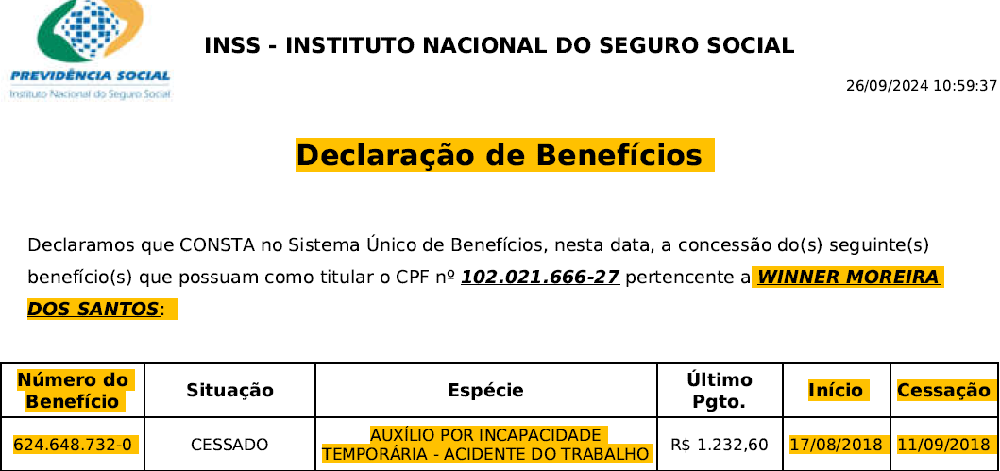 INSS - INSTITUTO NACIONAL DO SEGURO SOCIAL
PREVIDÊNCIA SOCIAL
Instituto Nacional do Seguro Social
26/09/2024 10:59:37
Declaração de Benefícios
Declaramos que CONSTA no Sistema Único de Benefícios, nesta data, a concessão do(s) seguinte(s)
benefício(s) que possuam como titular o CPF nº 102.021.666-27 pertencente a WINNER MOREIRA
DOS SANTOS:
Número do
Benefício
Situação
Espécie
Último
Pgto.
Início
Cessação
624.648.732-0
CESSADO
AUXÍLIO POR INCAPACIDADE
TEMPORÁRIA - ACIDENTE DO TRABALHO
R$ 1.232,60
17/08/2018
11/09/2018